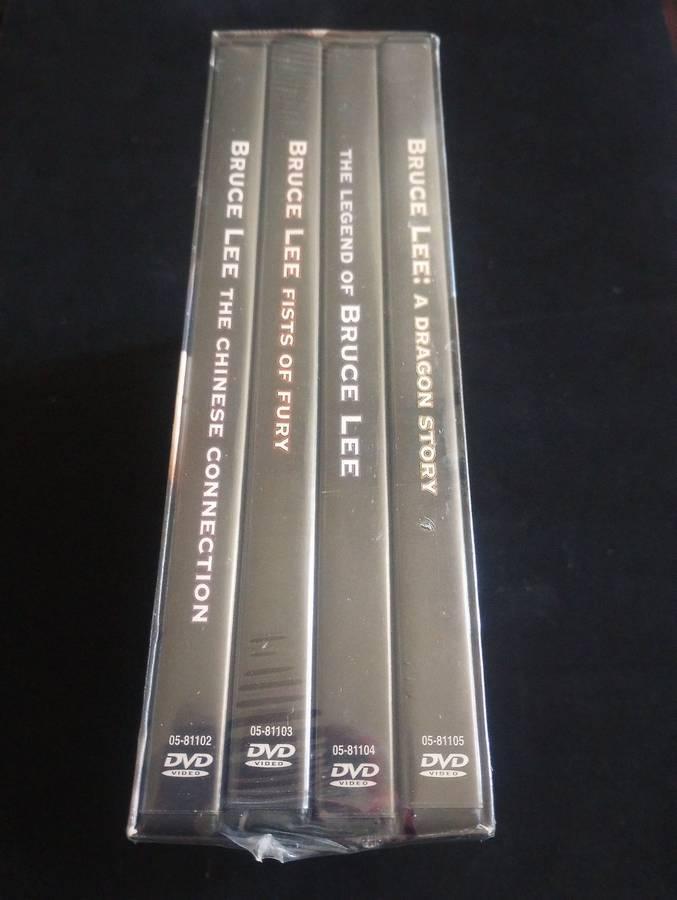 BRUCE LEE THE CHINESE CONNECTION
05-81102
DVD
VIDEO
BRUCE LEE FISTS OF FURY
05-81103
DVD
VIDEO
THE LEGEND OF BRUCE LEE
05-81104
DVD
VIDEO
BRUCE LEE: A DRAGON STORY
05-81105
DVD
VIDEO